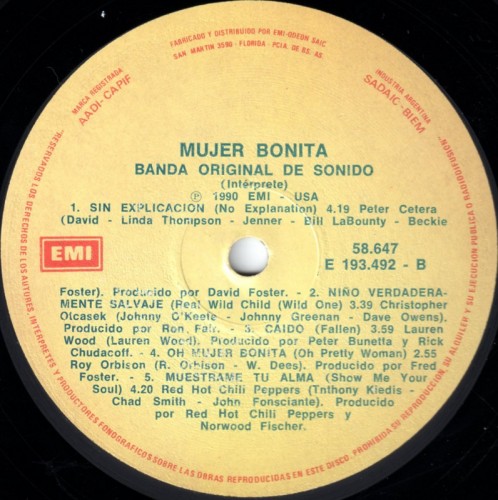 FABRICADO Y DISTRIBUIDO POR EMI-ODEON SAIC
SAN MARTIN 3590 - FLORIDA - PCIA. DE BS. AS.
MARCA REGISTRADA
AADI-CAPIF
INDUSTRIA ARGENTINA
SADAIC-BIEM
MUJER BONITA
BANDA ORIGINAL DE SONIDO
(Intérprete)
℗ 1990 EMI - USA
1. SIN EXPLICACIÓN (No Explanation) 4.19 Peter Cetera
(David - Linda Thompson - Jenner - Bill LaBounty - Beckie
EMI
58.647
E 193.492 - B
Foster). Producido por David Foster. - 2. NIÑO VERDADERA-
MENTE SALVAJE (Real Wild Child (Wild One) 3.39 Christopher
Otcasek (Johnny O'Keefe - Johnny Greenan - Dave Owens).
Producido por Ron Fair. - 3. CAIDO (Fallen) 3.59 Lauren
Wood (Lauren Wood). Producido por Peter Bunetta y Rick
Chudacoff. - 4. OH MUJER BONITA (Oh Pretty Woman) 2.55
Roy Orbison (R. Orbison - W. Dees). Producido por Fred
Foster. - 5. MUESTRAME TU ALMA (Show Me Your
Soul) 4.20 Red Hot Chili Peppers (Tnthony Kiedis -
Chad Smith - John Fonsciante). Producido
por Red Hot Chili Peppers y
Norwood Fischer.
RESERVADOS LOS DERECHOS DE LOS AUTORES, INTERPRETES Y PRODUCTORES FONOGRAFICOS SOBRE LAS OBRAS REPRODUCIDAS EN ESTE DISCO. PROHIBIDA SU REPRODUCCION, SU ALQUILER Y SU EJECUCION PUBLICA O RADIODIFUSION